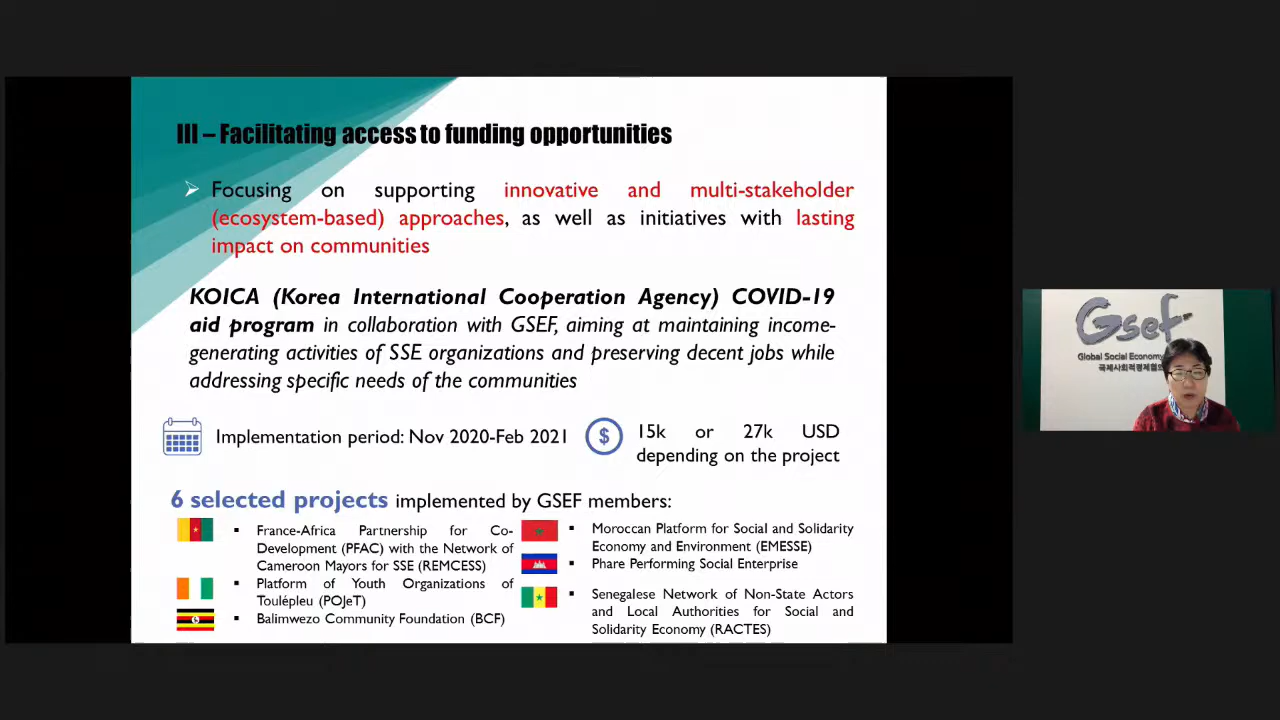 III – Facilitating access to funding opportunities
Focusing on supporting innovative and multi-stakeholder
(ecosystem-based) approaches, as well as initiatives with lasting
impact on communities
KOICA (Korea International Cooperation Agency) COVID-19
aid program in collaboration with GSEF, aiming at maintaining income-
generating activities of SSE organizations and preserving decent jobs while
addressing specific needs of the communities
Implementation period: Nov 2020-Feb 2021
$
15k or 27k USD
depending on the project
6 selected projects implemented by GSEF members:
France-Africa Partnership for Co-
Development (PFAC) with the Network of
Cameroon Mayors for SSE (REMCESS)
Platform of Youth Organizations of
Toulépleu (POJeT)
Balimwezo Community Foundation (BCF)
Moroccan Platform for Social and Solidarity
Economy and Environment (EMESSE)
Phare Performing Social Enterprise
Senegalese Network of Non-State Actors
and Local Authorities for Social and
Solidarity Economy (RACTES)
Gsef
Global Social Economy
국제사회적경제협의